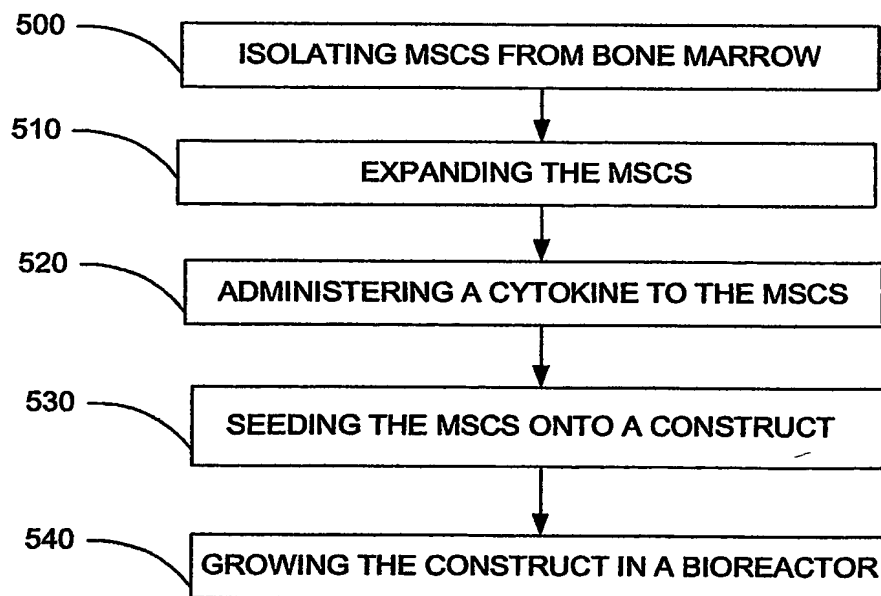 500
ISOLATING MSCS FROM BONE MARROW
510
EXPANDING THE MSCS
520
ADMINISTERING A CYTOKINE TO THE MSCS
530
SEEDING THE MSCS ONTO A CONSTRUCT
540
GROWING THE CONSTRUCT IN A BIOREACTOR